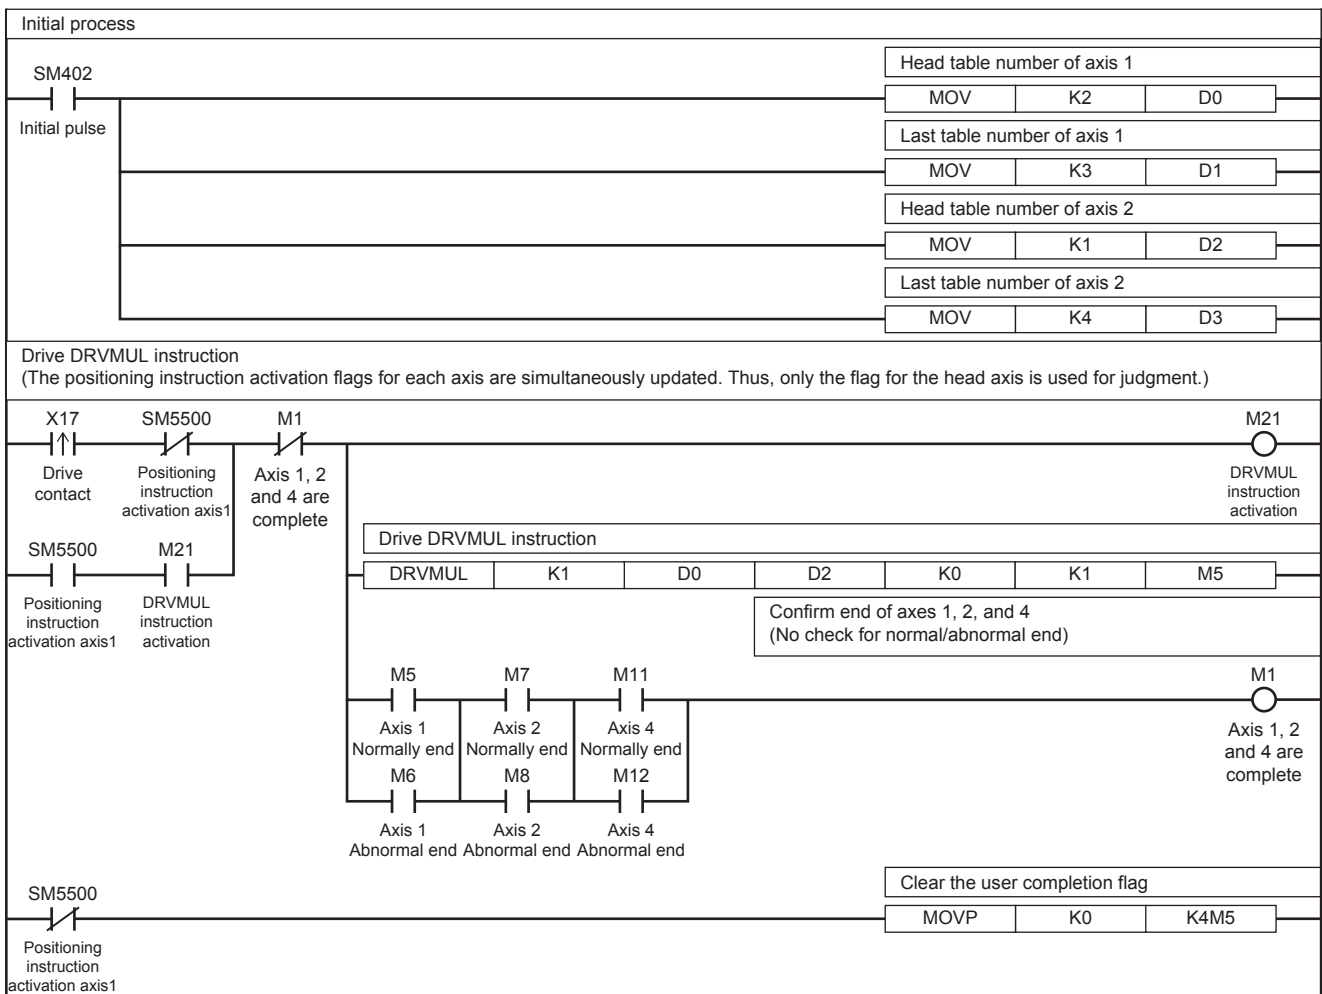 Initial process
SM402
Initial pulse
Head table number of axis 1
MOV K2 D0
Last table number of axis 1
MOV K3 D1
Head table number of axis 2
MOV K1 D2
Last table number of axis 2
MOV K4 D3
Drive DRVMUL instruction
(The positioning instruction activation flags for each axis are simultaneously updated. Thus, only the flag for the head axis is used for judgment.)
X17 SM5500 M1 M21
Drive
contact
Positioning
instruction
activation axis1
Axis 1, 2
and 4 are
complete
DRVMUL
instruction
activation
SM5500 M21
Positioning
instruction
activation axis1
DRVMUL
instruction
activation
Drive DRVMUL instruction
DRVMUL K1 D0 D2 K0 K1 M5
Confirm end of axes 1, 2, and 4
(No check for normal/abnormal end)
M5 M7 M11 M1
Axis 1
Normally end
Axis 2
Normally end
Axis 4
Normally end
Axis 1, 2
and 4 are
complete
M6 M8 M12
Axis 1
Abnormal end
Axis 2
Abnormal end
Axis 4
Abnormal end
SM5500
Positioning
instruction
activation axis1
Clear the user completion flag
MOVP K0 K4M5